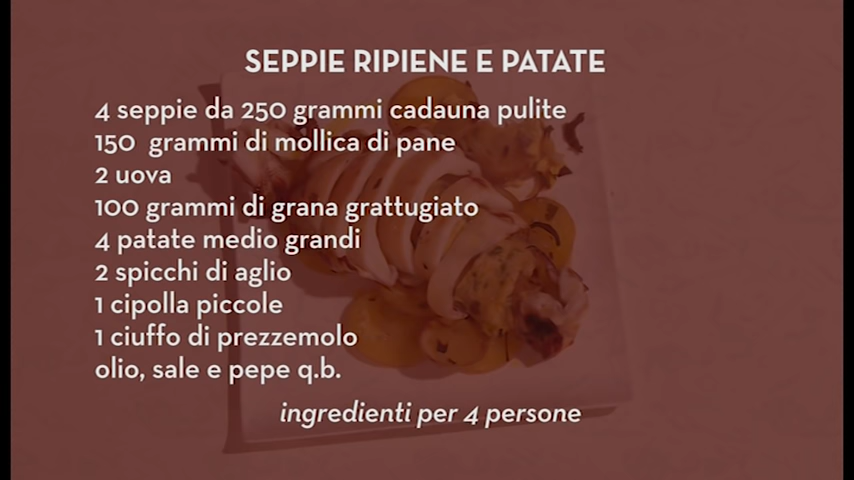 SEPPIE RIPIENE E PATATE
4 seppie da 250 grammi cadauna pulite
150 grammi di mollica di pane
2 uova
100 grammi di grana grattugiato
4 patate medio grandi
2 spicchi di aglio
1 cipolla piccole
1 ciuffo di prezzemolo
olio, sale e pepe q.b.
ingredienti per 4 persone